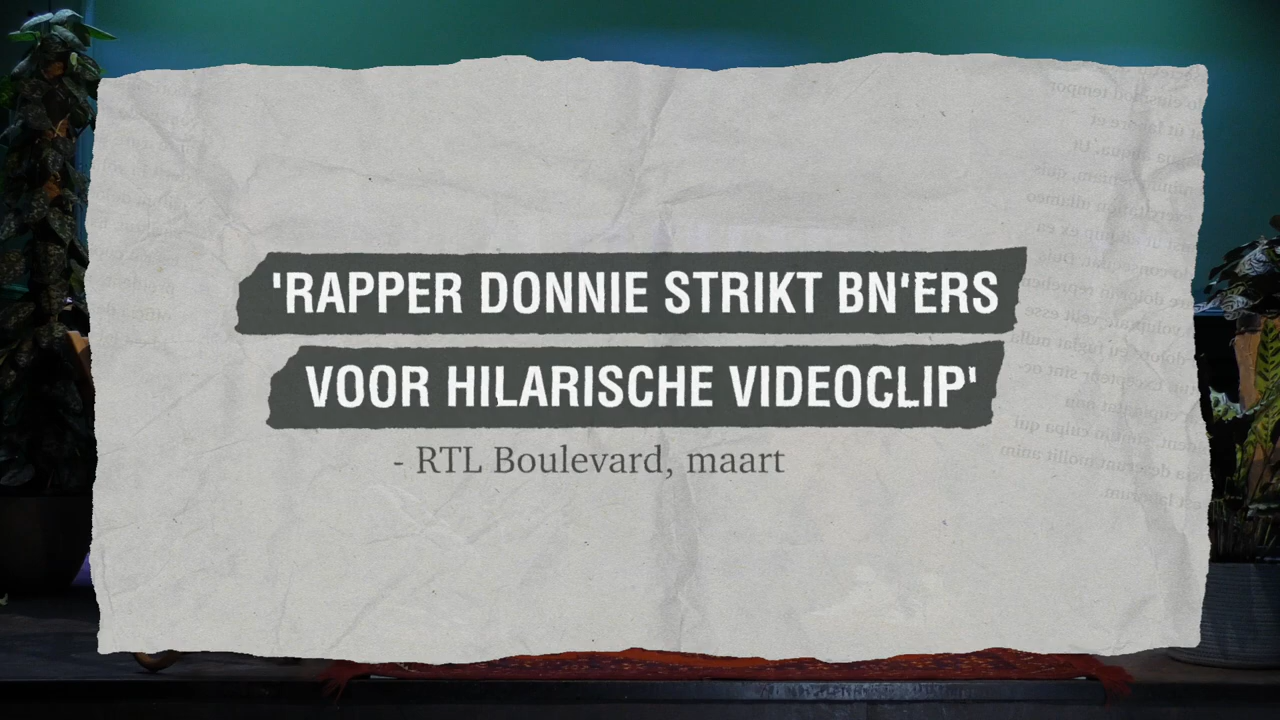 'RAPPER DONNIE STRIKT BN'ERS
VOOR HILARISCHE VIDEOCLIP'
- RTL Boulevard, maart